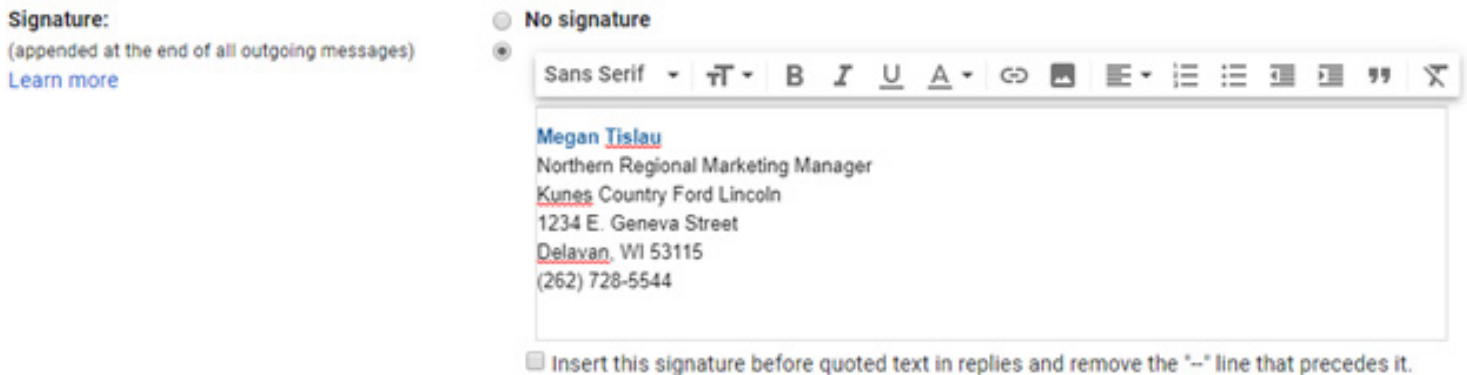 Signature:
(appended at the end of all outgoing messages)
Learn more
No signature
Sans Serif
Megan Tislau
Northern Regional Marketing Manager
Kunes Country Ford Lincoln
1234 E. Geneva Street
Delavan, WI 53115
(262) 728-5544
Insert this signature before quoted text in replies and remove the "--" line that precedes it.